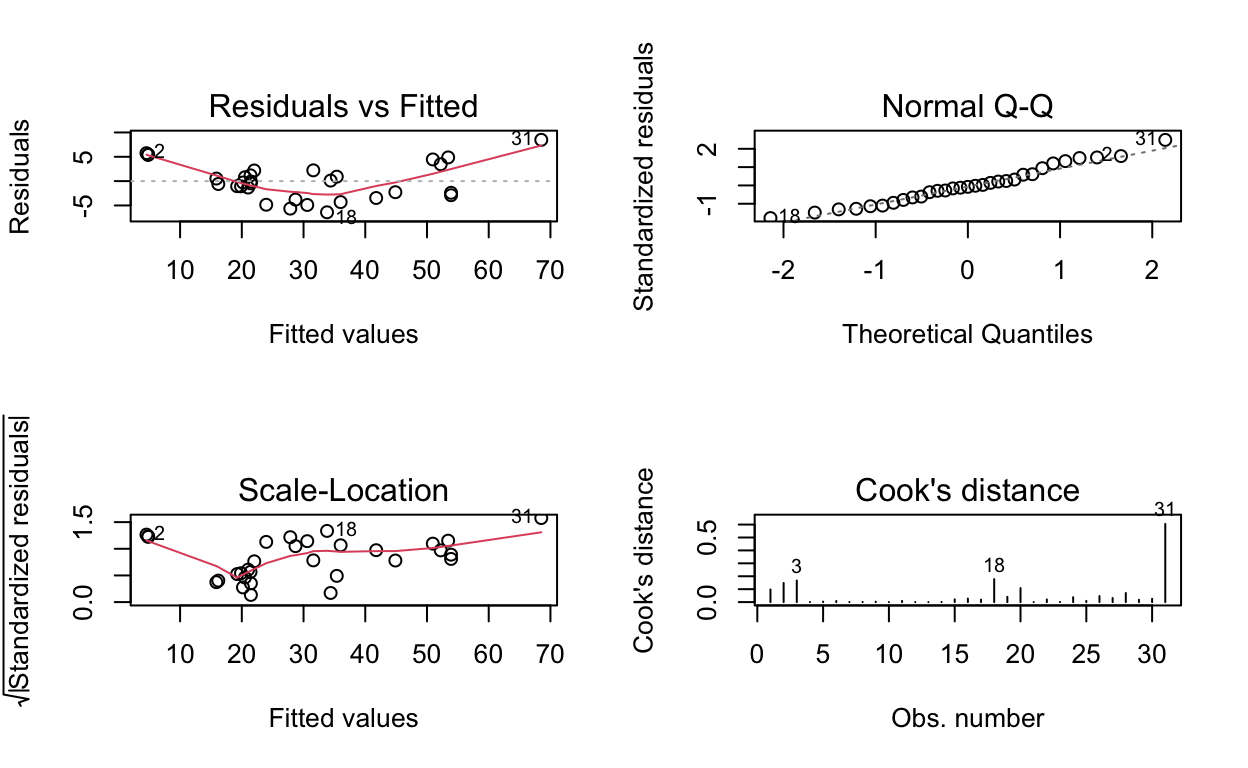 Residuals vs Fitted
Residuals
5
-5
2
18
31
10 20 30 40 50 60 70
Fitted values
Normal Q-Q
Standardized residuals
2
-1
18
2
31
-2 -1 0 1 2
Theoretical Quantiles
Scale-Location
√|Standardized residuals|
1.5
0.0
2
18
31
10 20 30 40 50 60 70
Fitted values
Cook's distance
Cook's distance
0.5
0.0
3
18
31
0 5 10 15 20 25 30
Obs. number